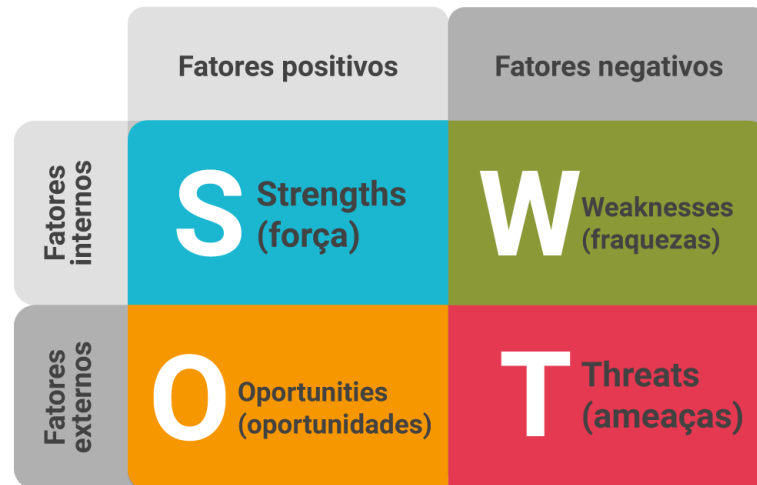 Fatores positivos
Fatores negativos
Fatores
internos
S
Strengths
(força)
W
Weaknesses
(fraquezas)
Fatores
externos
O
Oportunities
(oportunidades)
T
Threats
(ameaças)